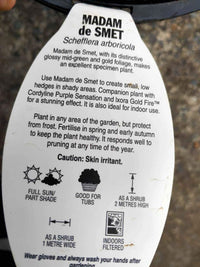 MADAM
de SMET
Schefflera arboricola
Madam de Smet, with its distinctive
glossy mid-green and gold foliage, makes
an excellent specimen plant.
Use Madam de Smet to create small, low
hedges in shady areas. Companion plant with
Cordyline Purple Sensation and Ixora Gold Fire™
for a stunning effect. It is also ideal for indoor use.
Plant in any area of the garden, but protect
from frost. Fertilise in spring and early autumn
to keep the plant healthy. It responds well to
pruning at any time of the year.
Caution: Skin irritant.
FULL SUN/
PART SHADE
GOOD FOR
TUBS
AS A SHRUB
2 METRES HIGH
AS A SHRUB
1 METRE WIDE
INDOORS
FILTERED
Wear gloves and always wash your hands after
gardening